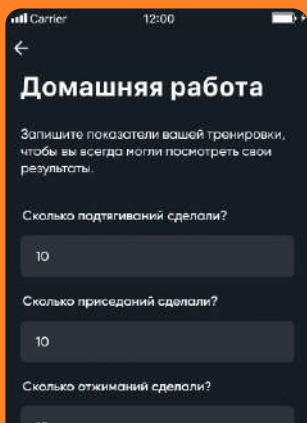 Carrier 12:00
Домашняя работа
Запишите показатели вашей тренировки,
чтобы вы всегда могли посмотреть свои
результаты.
Сколько подтягиваний сделали?
10
Сколько приседаний сделали?
10
Сколько отжиманий сделали?